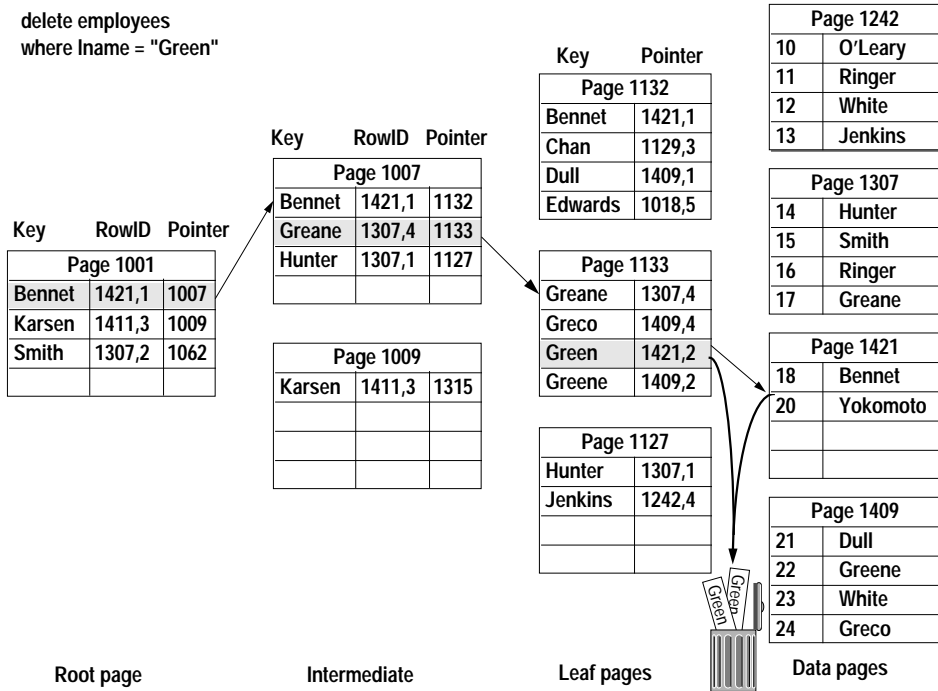 delete employees
where lname = "Green"
Key RowID Pointer
Page 1001
Bennet 1421,1 1007
Karsen 1411,3 1009
Smith 1307,2 1062
Root page
Key RowID Pointer
Page 1007
Bennet 1421,1 1132
Greane 1307,4 1133
Hunter 1307,1 1127
Page 1009
Karsen 1411,3 1315
Intermediate
Key Pointer
Page 1132
Bennet 1421,1
Chan 1129,3
Dull 1409,1
Edwards 1018,5
Page 1133
Greane 1307,4
Greco 1409,4
Green 1421,2
Greene 1409,2
Page 1127
Hunter 1307,1
Jenkins 1242,4
Leaf pages
Green
Green
Page 1242
10 O'Leary
11 Ringer
12 White
13 Jenkins
Page 1307
14 Hunter
15 Smith
16 Ringer
17 Greane
Page 1421
18 Bennet
20 Yokomoto
Page 1409
21 Dull
22 Greene
23 White
24 Greco
Data pages